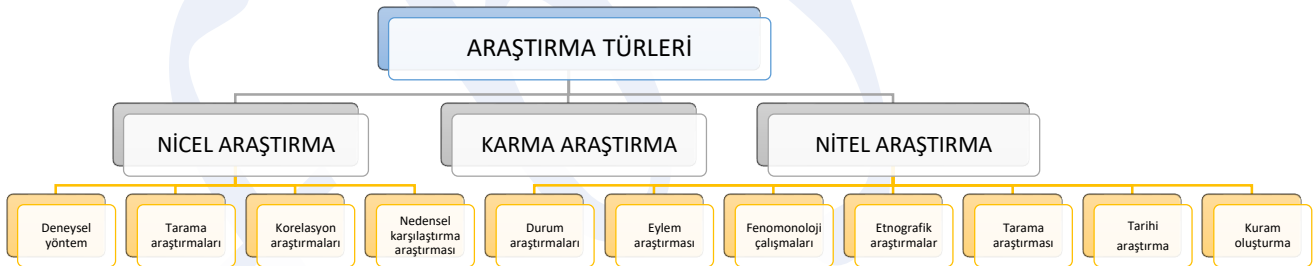 ARAŞTIRMA TÜRLERİ
NİCEL ARAŞTIRMA
KARMA ARAŞTIRMA
NİTEL ARAŞTIRMA
Deneysel
yöntem
Tarama
araştırmaları
Korelasyon
araştırmaları
Nedensel
karşılaştırma
araştırması
Durum
araştırmaları
Eylem
araştırması
Fenomonoloji
çalışmaları
Etnografik
araştırmalar
Tarama
araştırması
Tarihi
araştırma
Kuram
oluşturma